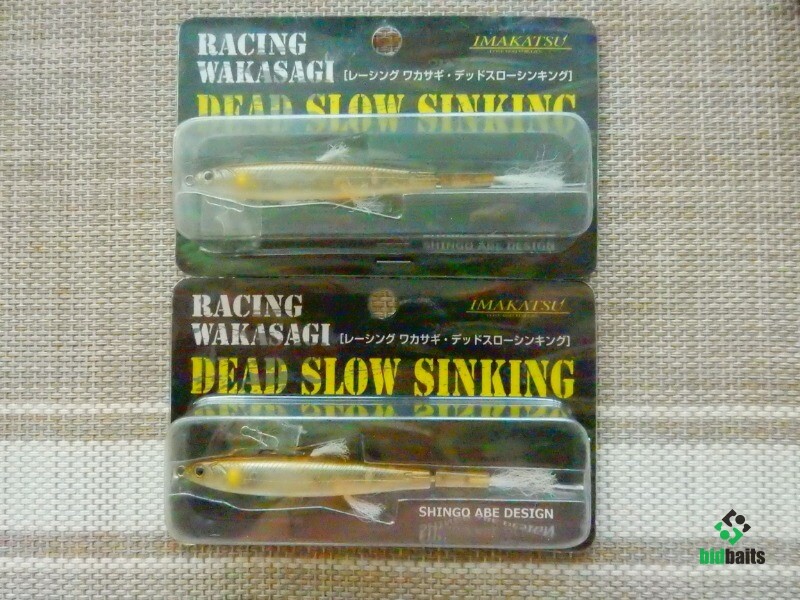 RACING
IMAKATSU
WAKASAGI [レーシング ワカサギ・デッドスローシンキング]
DEAD SLOW SINKING
SHINGO ABE DESIGN
RACING
IMAKATSU
WAKASAGI [レーシング ワカサギ・デッドスローシンキング]
DEAD SLOW SINKING
SHINGO ABE DESIGN
bidbaits